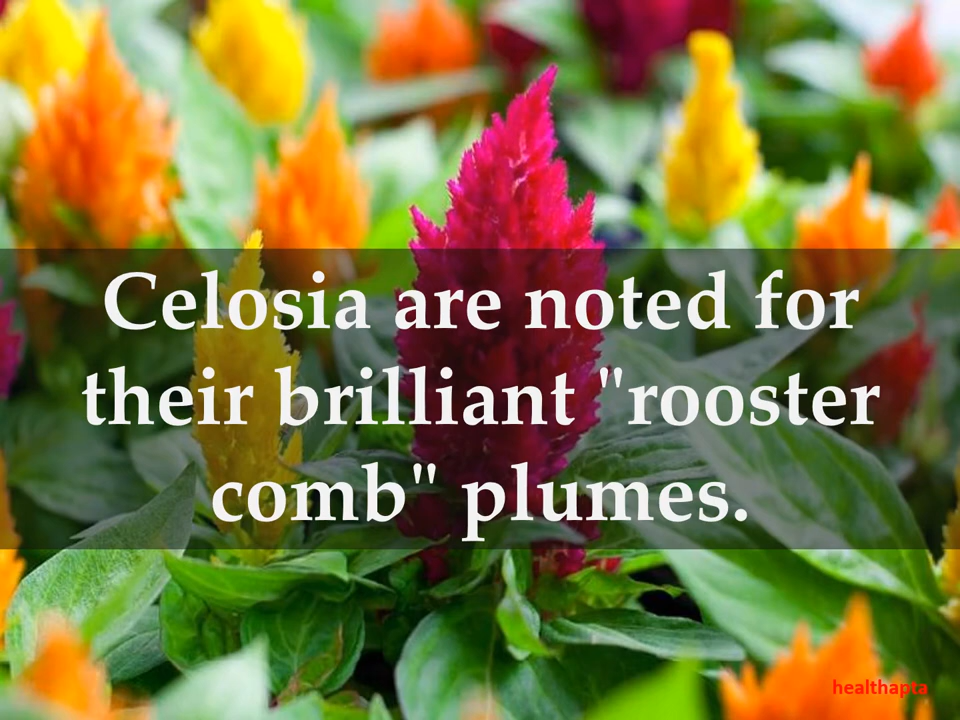 Celosia are noted for
their brilliant "rooster
comb" plumes.
healthapta